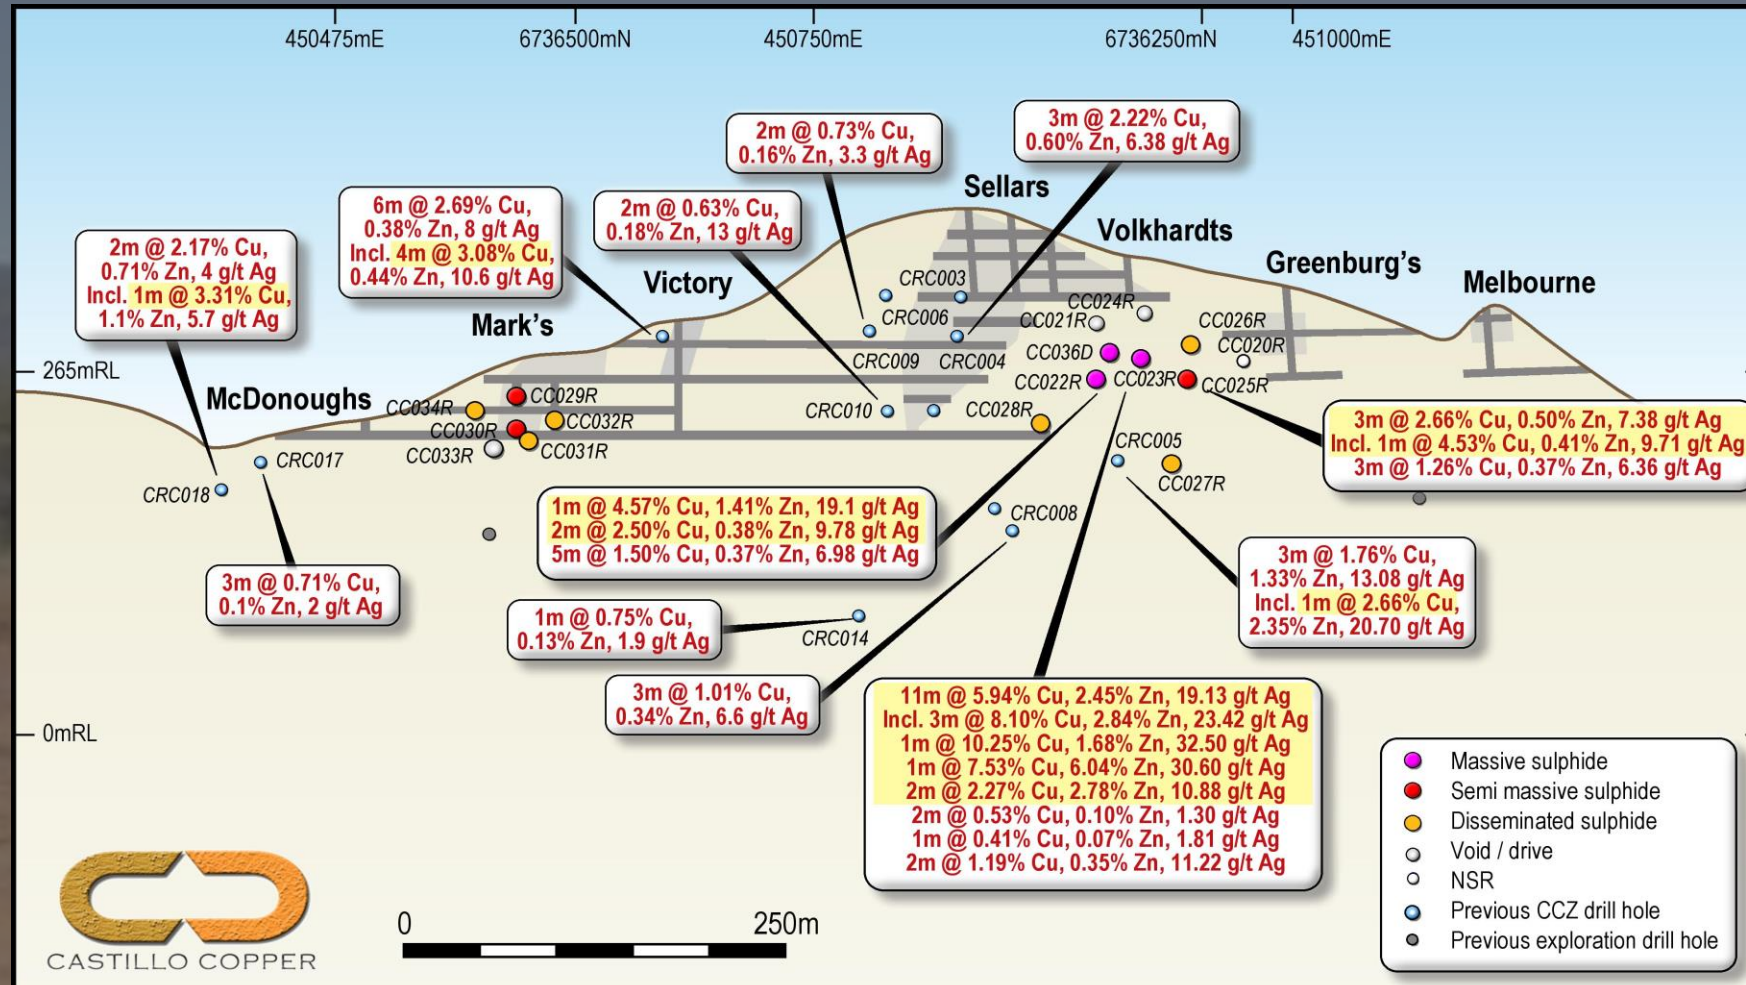 450475mE
6736500mN
450750mE
6736250mN
451000mE
2m @ 0.73% Cu,
0.16% Zn, 3.3 g/t Ag
3m @ 2.22% Cu,
0.60% Zn, 6.38 g/t Ag
6m @ 2.69% Cu,
0.38% Zn, 8 g/t Ag
Incl. 4m @ 3.08% Cu,
0.44% Zn, 10.6 g/t Ag
2m @ 0.63% Cu,
0.18% Zn, 13 g/t Ag
2m @ 2.17% Cu,
0.71% Zn, 4 g/t Ag
Incl. 1m @ 3.31% Cu,
1.1% Zn, 5.7 g/t Ag
Sellars
Volkhardts
Greenburg's
Melbourne
Victory
Mark's
McDonoughs
265mRL
CRC003
CC024R
CRC006
CC021R
CC026R
CRC009
CRC004
CC036D
CC020R
CC022R
CC023R
CC025R
CC029R
CC034R
CRC010
CC028R
CC032R
CC030R
CC033R
CC031R
CRC005
CC027R
CRC017
CRC018
3m @ 2.66% Cu, 0.50% Zn, 7.38 g/t Ag
Incl. 1m @ 4.53% Cu, 0.41% Zn, 9.71 g/t Ag
3m @ 1.26% Cu, 0.37% Zn, 6.36 g/t Ag
1m @ 4.57% Cu, 1.41% Zn, 19.1 g/t Ag
2m @ 2.50% Cu, 0.38% Zn, 9.78 g/t Ag
5m @ 1.50% Cu, 0.37% Zn, 6.98 g/t Ag
CRC008
3m @ 1.76% Cu,
1.33% Zn, 13.08 g/t Ag
Incl. 1m @ 2.66% Cu,
2.35% Zn, 20.70 g/t Ag
3m @ 0.71% Cu,
0.1% Zn, 2 g/t Ag
1m @ 0.75% Cu,
0.13% Zn, 1.9 g/t Ag
CRC014
3m @ 1.01% Cu,
0.34% Zn, 6.6 g/t Ag
11m @ 5.94% Cu, 2.45% Zn, 19.13 g/t Ag
Incl. 3m @ 8.10% Cu, 2.84% Zn, 23.42 g/t Ag
1m @ 10.25% Cu, 1.68% Zn, 32.50 g/t Ag
1m @ 7.53% Cu, 6.04% Zn, 30.60 g/t Ag
2m @ 2.27% Cu, 2.78% Zn, 10.88 g/t Ag
2m @ 0.53% Cu, 0.10% Zn, 1.30 g/t Ag
1m @ 0.41% Cu, 0.07% Zn, 1.81 g/t Ag
2m @ 1.19% Cu, 0.35% Zn, 11.22 g/t Ag
0mRL
Massive sulphide
Semi massive sulphide
Disseminated sulphide
Void / drive
NSR
Previous CCZ drill hole
Previous exploration drill hole
CASTILLO COPPER
0
250m